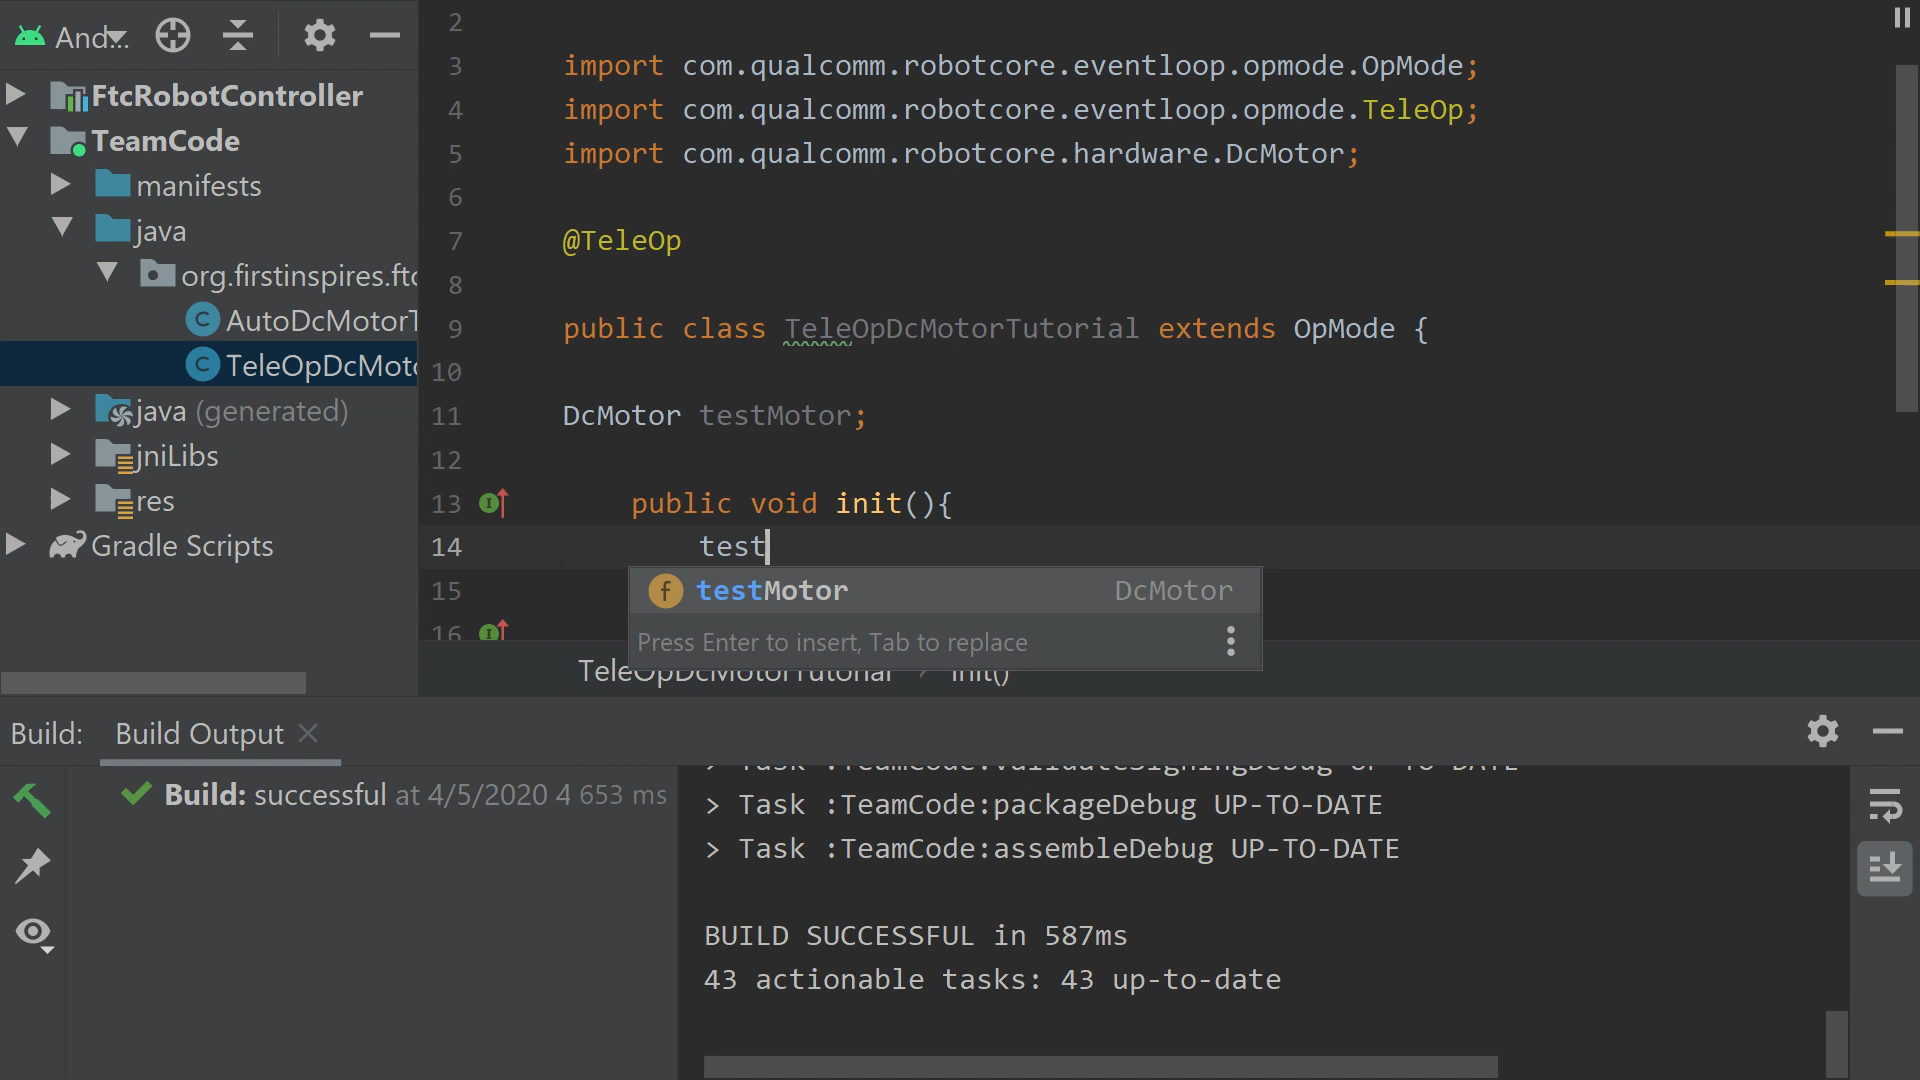 And...
FtcRobotController
TeamCode
manifests
java
org.firstinspires.ftc
AutoDcMotorT
TeleOpDcMoto
java (generated)
jniLibs
res
Gradle Scripts
2
3 import com.qualcomm.robotcore.eventloop.opmode.OpMode;
4 import com.qualcomm.robotcore.eventloop.opmode.TeleOp;
5 import com.qualcomm.robotcore.hardware.DcMotor;
6
7 @TeleOp
8
9 public class TeleOpDcMotorTutorial extends OpMode {
10
11 DcMotor testMotor;
12
13 public void init(){
14 test
15
16
f testMotor DcMotor
Press Enter to insert, Tab to replace
TeleOpDcMotorTutorial init()
Build: Build Output
Build: successful at 4/5/2020 4 653 ms
> Task :TeamCode:validateSigningDebug UP-TO-DATE
> Task :TeamCode:packageDebug UP-TO-DATE
> Task :TeamCode:assembleDebug UP-TO-DATE
BUILD SUCCESSFUL in 587ms
43 actionable tasks: 43 up-to-date